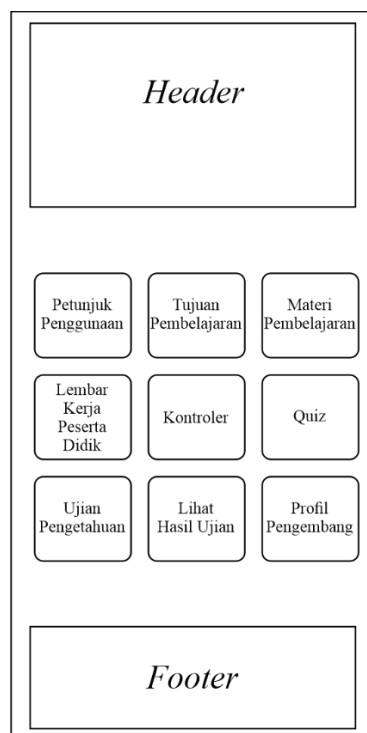 Header
Petunjuk
Penggunaan
Tujuan
Pembelajaran
Materi
Pembelajaran
Lembar
Kerja
Peserta
Didik
Kontroler
Quiz
Ujian
Pengetahuan
Lihat
Hasil Ujian
Profil
Pengembang
Footer